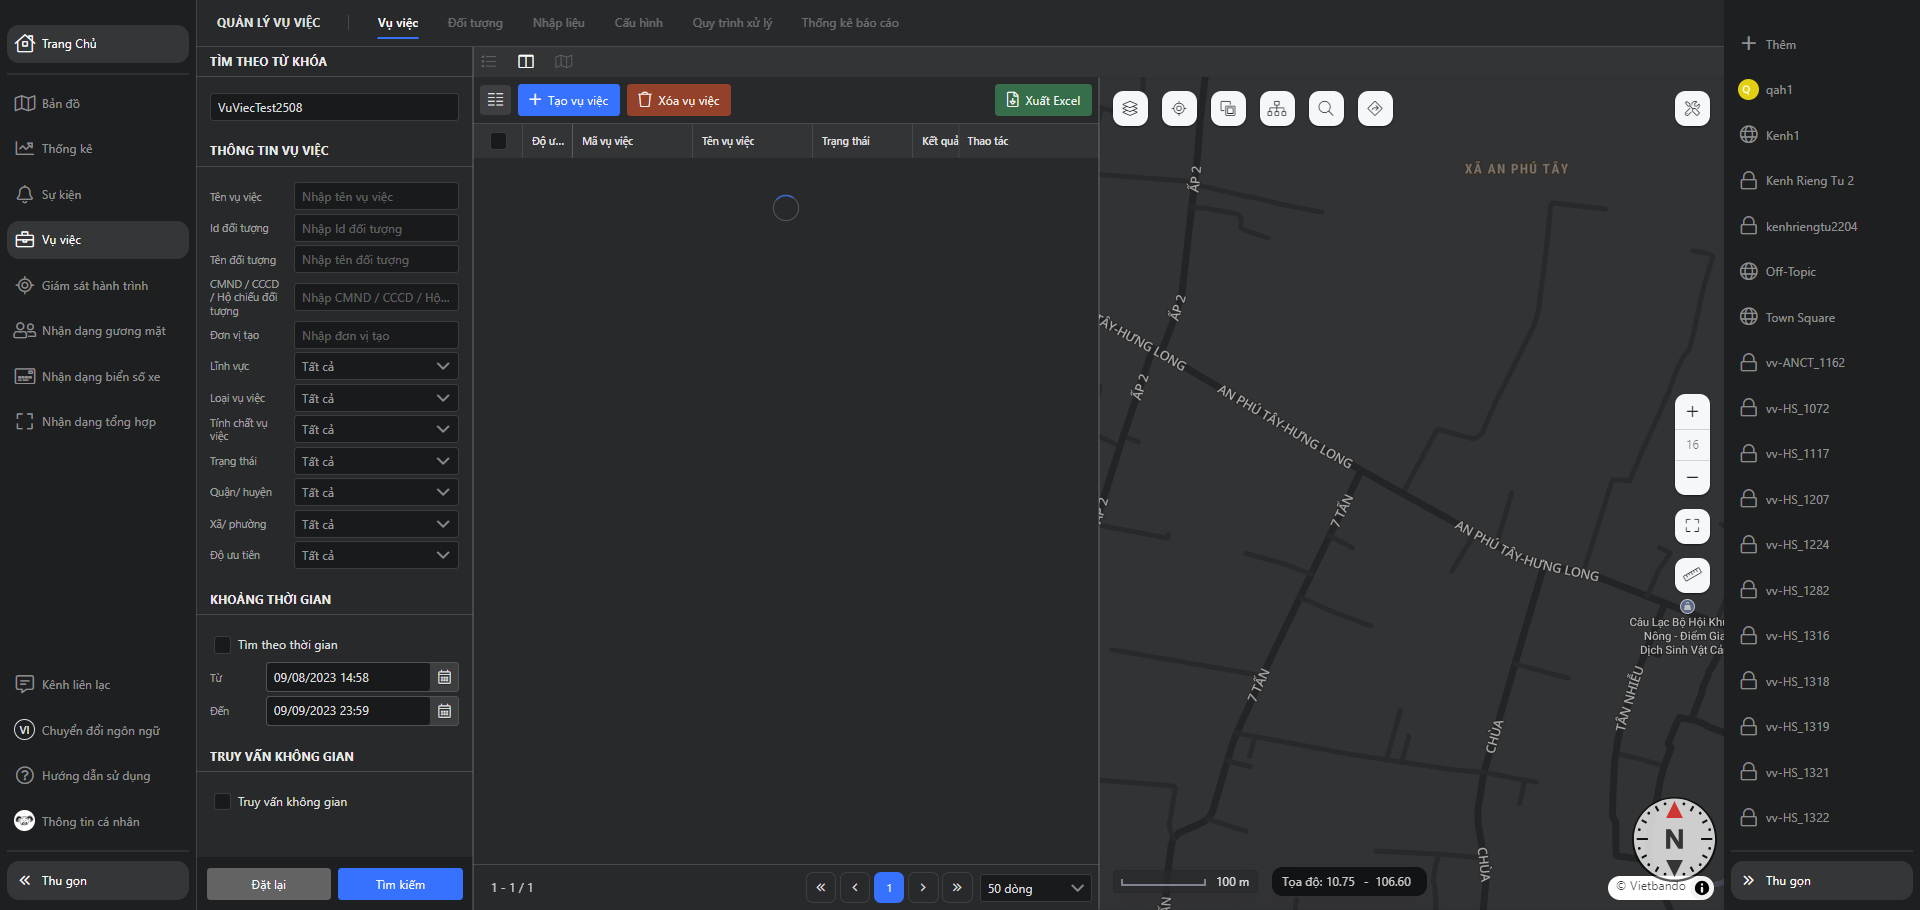 Trang Chủ
Bản đồ
Thống kê
Sự kiện
Vụ việc
Giám sát hành trình
Nhận dạng gương mặt
Nhận dạng biển số xe
Nhận dạng tổng hợp
Kênh liên lạc
VI Chuyển đổi ngôn ngữ
Hướng dẫn sử dụng
Thông tin cá nhân
Thu gọn
QUẢN LÝ VỤ VIỆC
Vụ việc
Đối tượng
Nhập liệu
Cấu hình
Quy trình xử lý
Thống kê báo cáo
TÌM THEO TỪ KHÓA
VuViecTest2508
THÔNG TIN VỤ VIỆC
Tên vụ việc Nhập tên vụ việc
Id đối tượng Nhập Id đối tượng
Tên đối tượng Nhập tên đối tượng
CMND / CCCD
/ Hộ chiếu đối
tượng
Nhập CMND / CCCD / Hộ...
Đơn vị tạo Nhập đơn vị tạo
Lĩnh vực Tất cả
Loại vụ việc Tất cả
Tính chất vụ
việc
Tất cả
Trạng thái Tất cả
Quận/ huyện Tất cả
Xã/ phường Tất cả
Độ ưu tiên Tất cả
KHOẢNG THỜI GIAN
Tìm theo thời gian
Từ 09/08/2023 14:58
Đến 09/09/2023 23:59
TRUY VẤN KHÔNG GIAN
Truy vấn không gian
Đặt lại
Tìm kiếm
Tạo vụ việc
Xóa vụ việc
Xuất Excel
Độ ư...
Mã vụ việc
Tên vụ việc
Trạng thái
Kết quả
Thao tác
1 - 1 / 1
1
50 dòng
XÃ AN PHÚ TÂY
ẤP 2
ẤP 2
TÂY-HƯNG LONG
ẤP 2
AN PHÚ TÂY-HƯNG LONG
ẤP 2
7 TẤN
AN PHÚ TÂY-HƯNG LONG
Câu Lạc Bộ Hội Khu
Nông - Điểm Gia
Dịch Sinh Vật Cả
7 TẤN
TÂN NHIỄU
CHÙA
CHÙA
ÁN
16
N
100 m
Tọa độ: 10.75 - 106.60
© Vietbando
Thêm
Q qah1
Kenh1
Kenh Rieng Tu 2
kenhriengtu2204
Off-Topic
Town Square
vv-ANCT_1162
vv-HS_1072
vv-HS_1117
vv-HS_1207
vv-HS_1224
vv-HS_1282
vv-HS_1316
vv-HS_1318
vv-HS_1319
vv-HS_1321
vv-HS_1322
Thu gọn